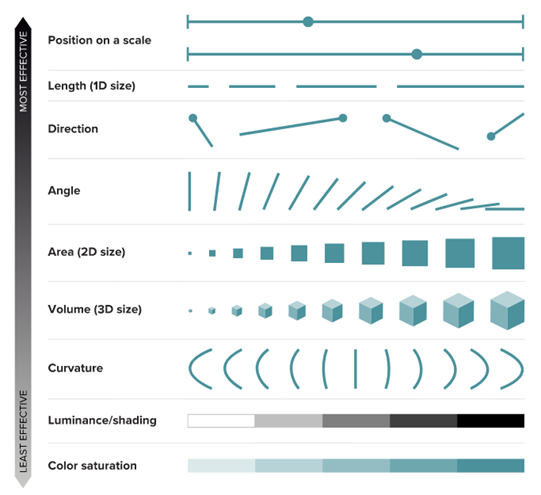 MOST EFFECTIVE
Position on a scale
Length (1D size)
Direction
Angle
Area (2D size)
Volume (3D size)
Curvature
Luminance/shading
Color saturation
LEAST EFFECTIVE